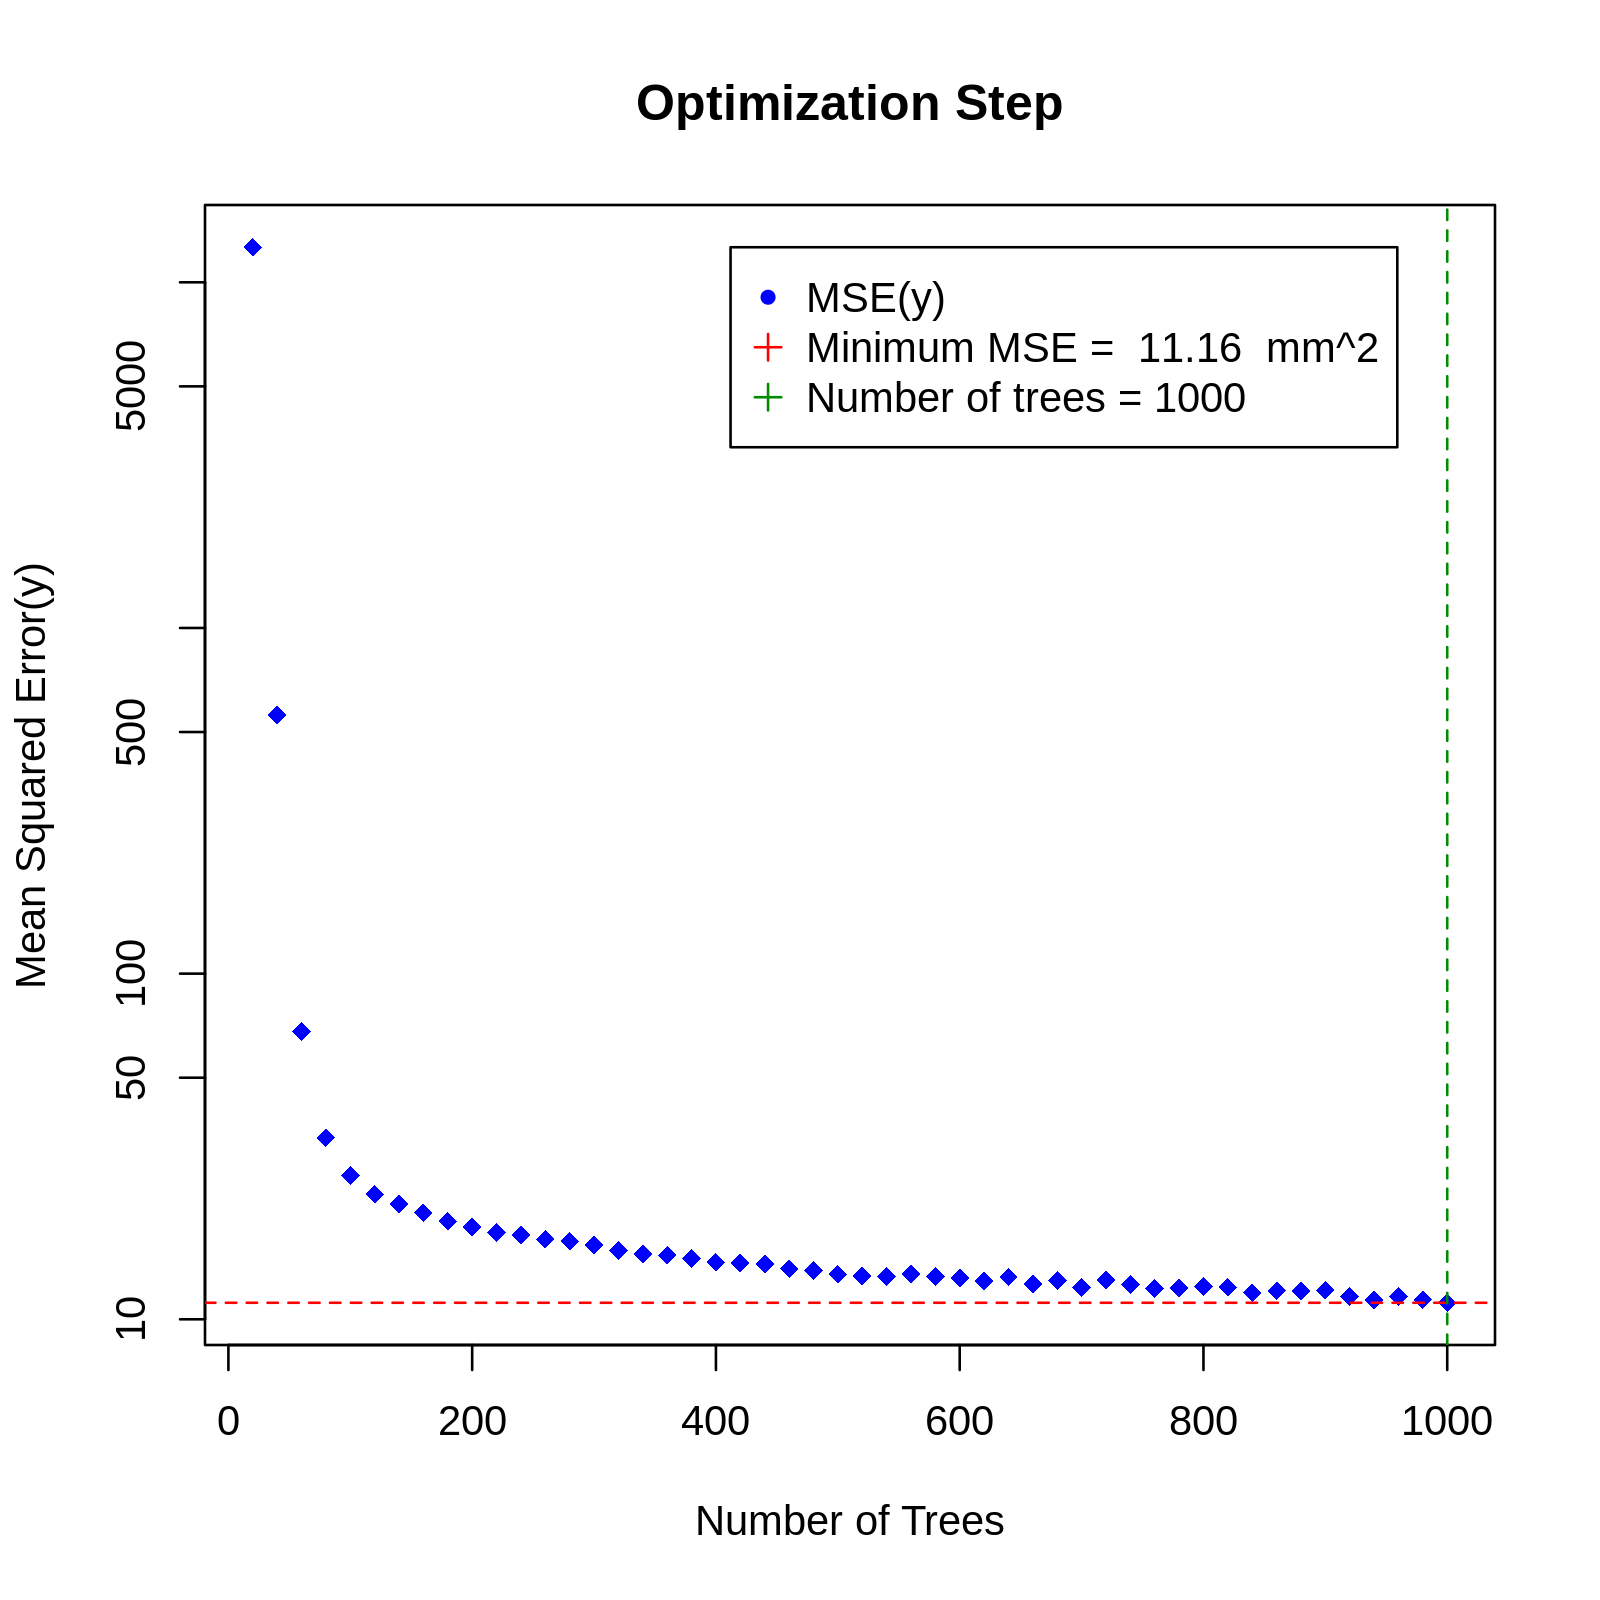 Optimization Step
MSE(y)
Minimum MSE =  11.16  mm^2
Number of trees = 1000
Mean Squared Error(y)
5000
500
100
50
10
0 200 400 600 800 1000
Number of Trees